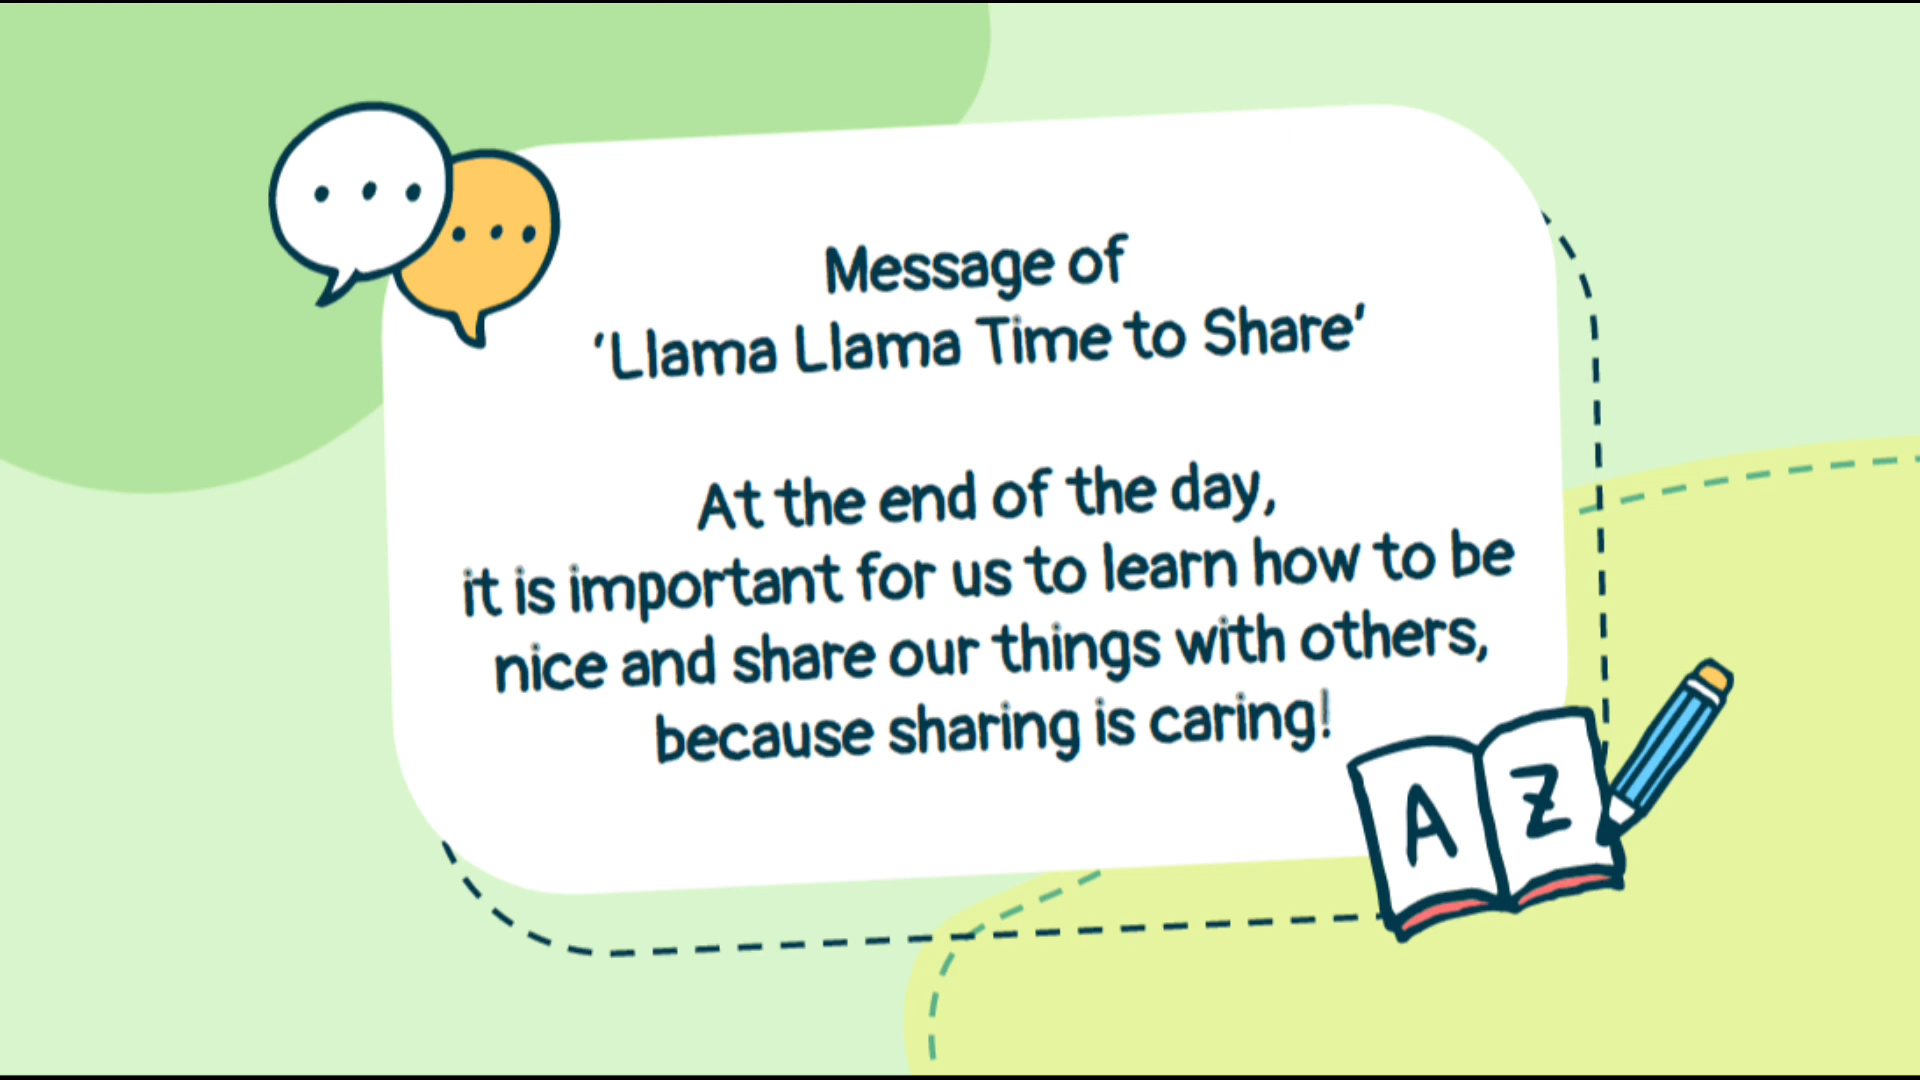 Message of
‘Llama Llama Time to Share’
At the end of the day,
it is important for us to learn how to be
nice and share our things with others,
because sharing is caring!
A Z